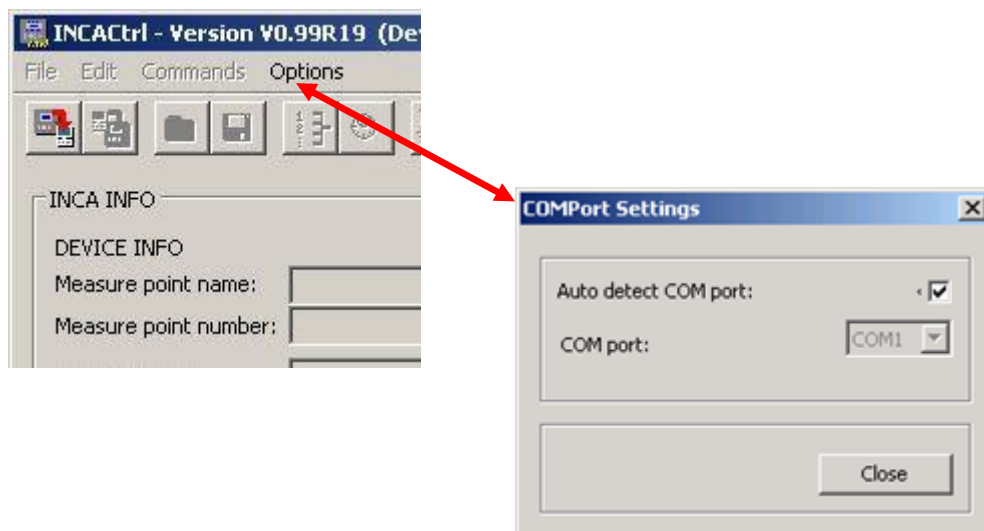 INCACtrl - Version V0.99R19 (De
File Edit Commands Options
INCA INFO
DEVICE INFO
Measure point name:
Measure point number:
COMPort Settings
Auto detect COM port:
COM port: COM1
Close